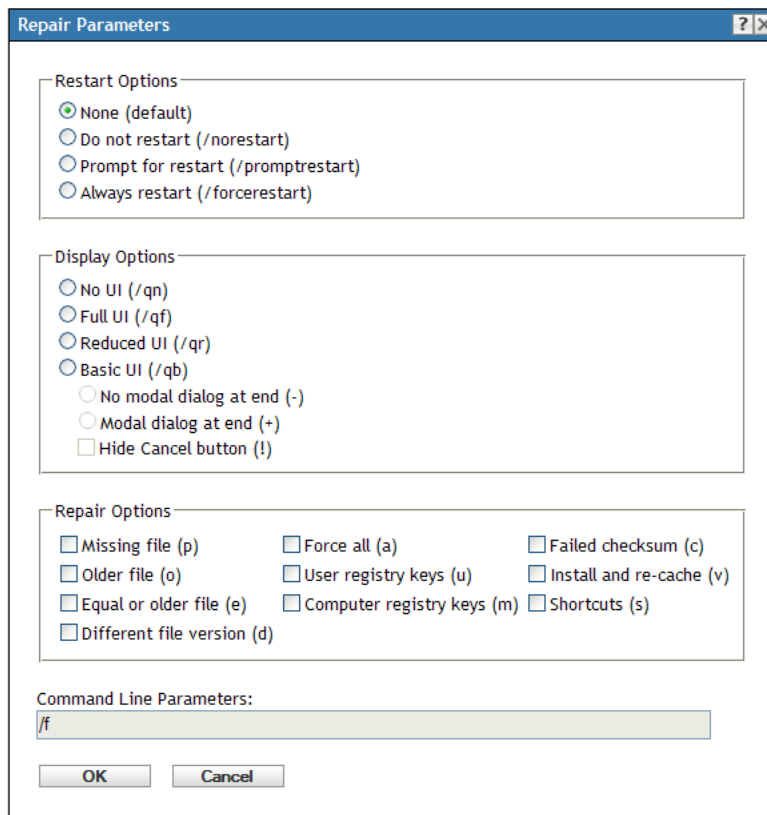 Repair Parameters
?
Restart Options
None (default)
Do not restart (/norestart)
Prompt for restart (/promptrestart)
Always restart (/forcerestart)
Display Options
No UI (/qn)
Full UI (/qf)
Reduced UI (/qr)
Basic UI (/qb)
No modal dialog at end (-)
Modal dialog at end (+)
Hide Cancel button (!)
Repair Options
Missing file (p) Force all (a) Failed checksum (c)
Older file (o) User registry keys (u) Install and re-cache (v)
Equal or older file (e) Computer registry keys (m) Shortcuts (s)
Different file version (d)
Command Line Parameters:
/f
OK Cancel